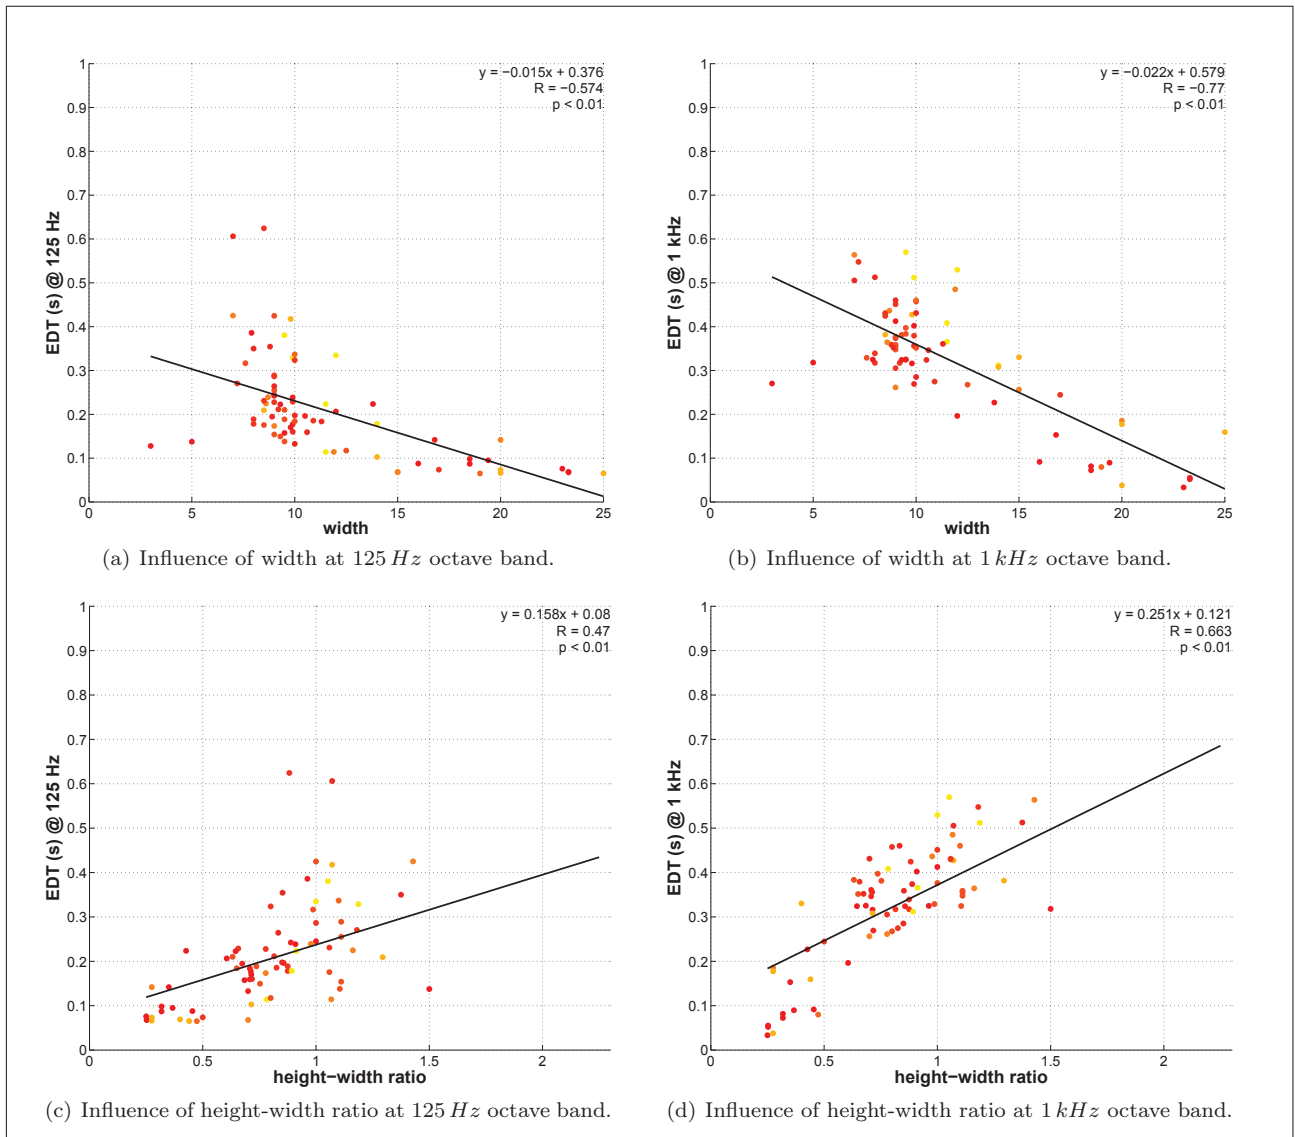 y = −0.015x + 0.376
R = −0.574
p < 0.01
1
0.9
0.8
0.7
0.6
0.5
0.4
0.3
0.2
0.1
0
EDT (s) @ 125 Hz
0 5 10 15 20 25
width
(a) Influence of width at 125 Hz octave band.
y = −0.022x + 0.579
R = −0.77
p < 0.01
1
0.9
0.8
0.7
0.6
0.5
0.4
0.3
0.2
0.1
0
EDT (s) @ 1 kHz
0 5 10 15 20 25
width
(b) Influence of width at 1 kHz octave band.
y = 0.158x + 0.08
R = 0.47
p < 0.01
1
0.9
0.8
0.7
0.6
0.5
0.4
0.3
0.2
0.1
0
EDT (s) @ 125 Hz
0 0.5 1 1.5 2
height−width ratio
(c) Influence of height-width ratio at 125 Hz octave band.
y = 0.251x + 0.121
R = 0.663
p < 0.01
1
0.9
0.8
0.7
0.6
0.5
0.4
0.3
0.2
0.1
0
EDT (s) @ 1 kHz
0 0.5 1 1.5 2
height−width ratio
(d) Influence of height-width ratio at 1 kHz octave band.